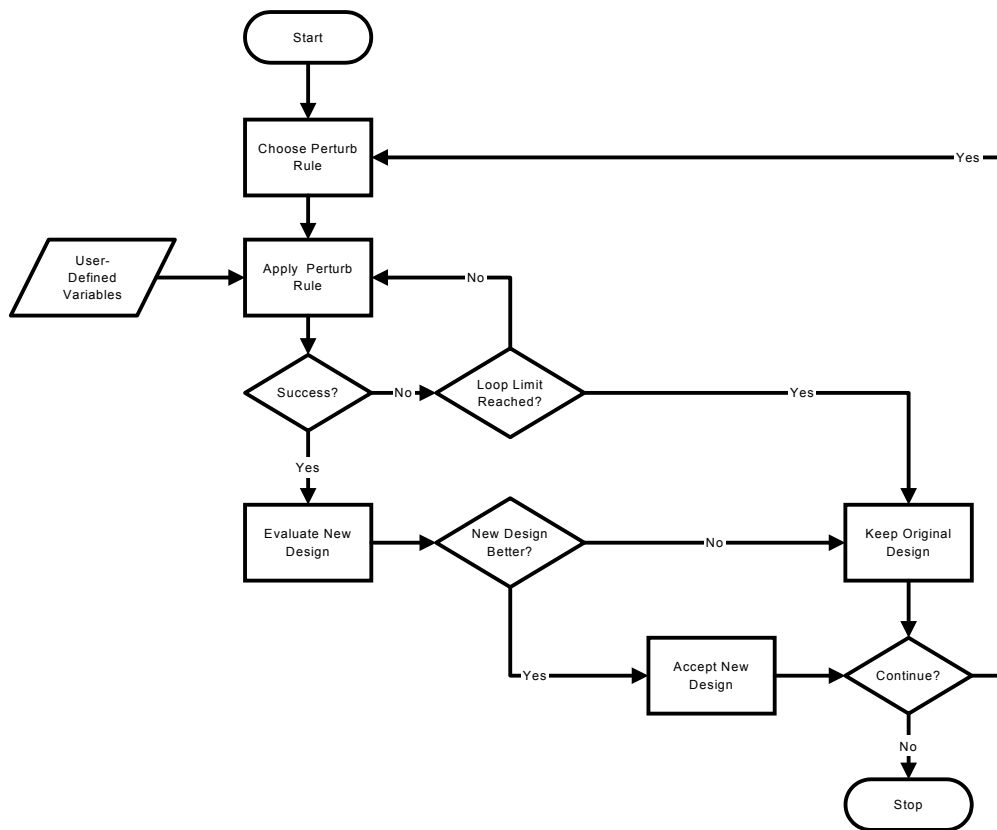 Start
Choose Perturb
Rule
Yes
User-
Defined
Variables
Apply Perturb
Rule
No
Success?
No
Loop Limit
Reached?
Yes
Yes
Evaluate New
Design
New Design
Better?
No
Keep Original
Design
Yes
Accept New
Design
Continue?
No
Stop